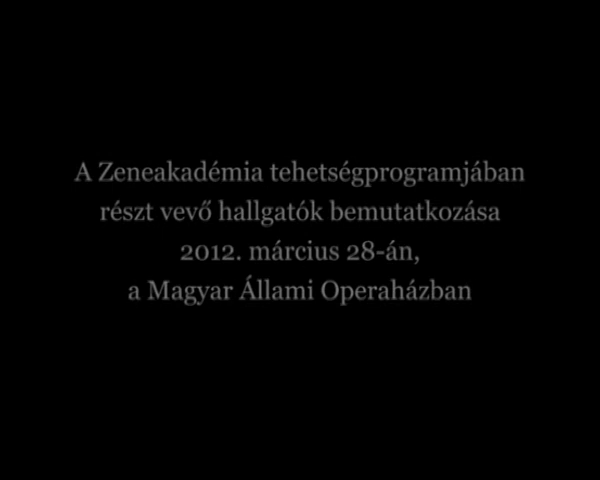 A Zeneakadémia tehetségprogramjában
részt vevő hallgatók bemutatkozása
2012. március 28-án,
a Magyar Állami Operaházban